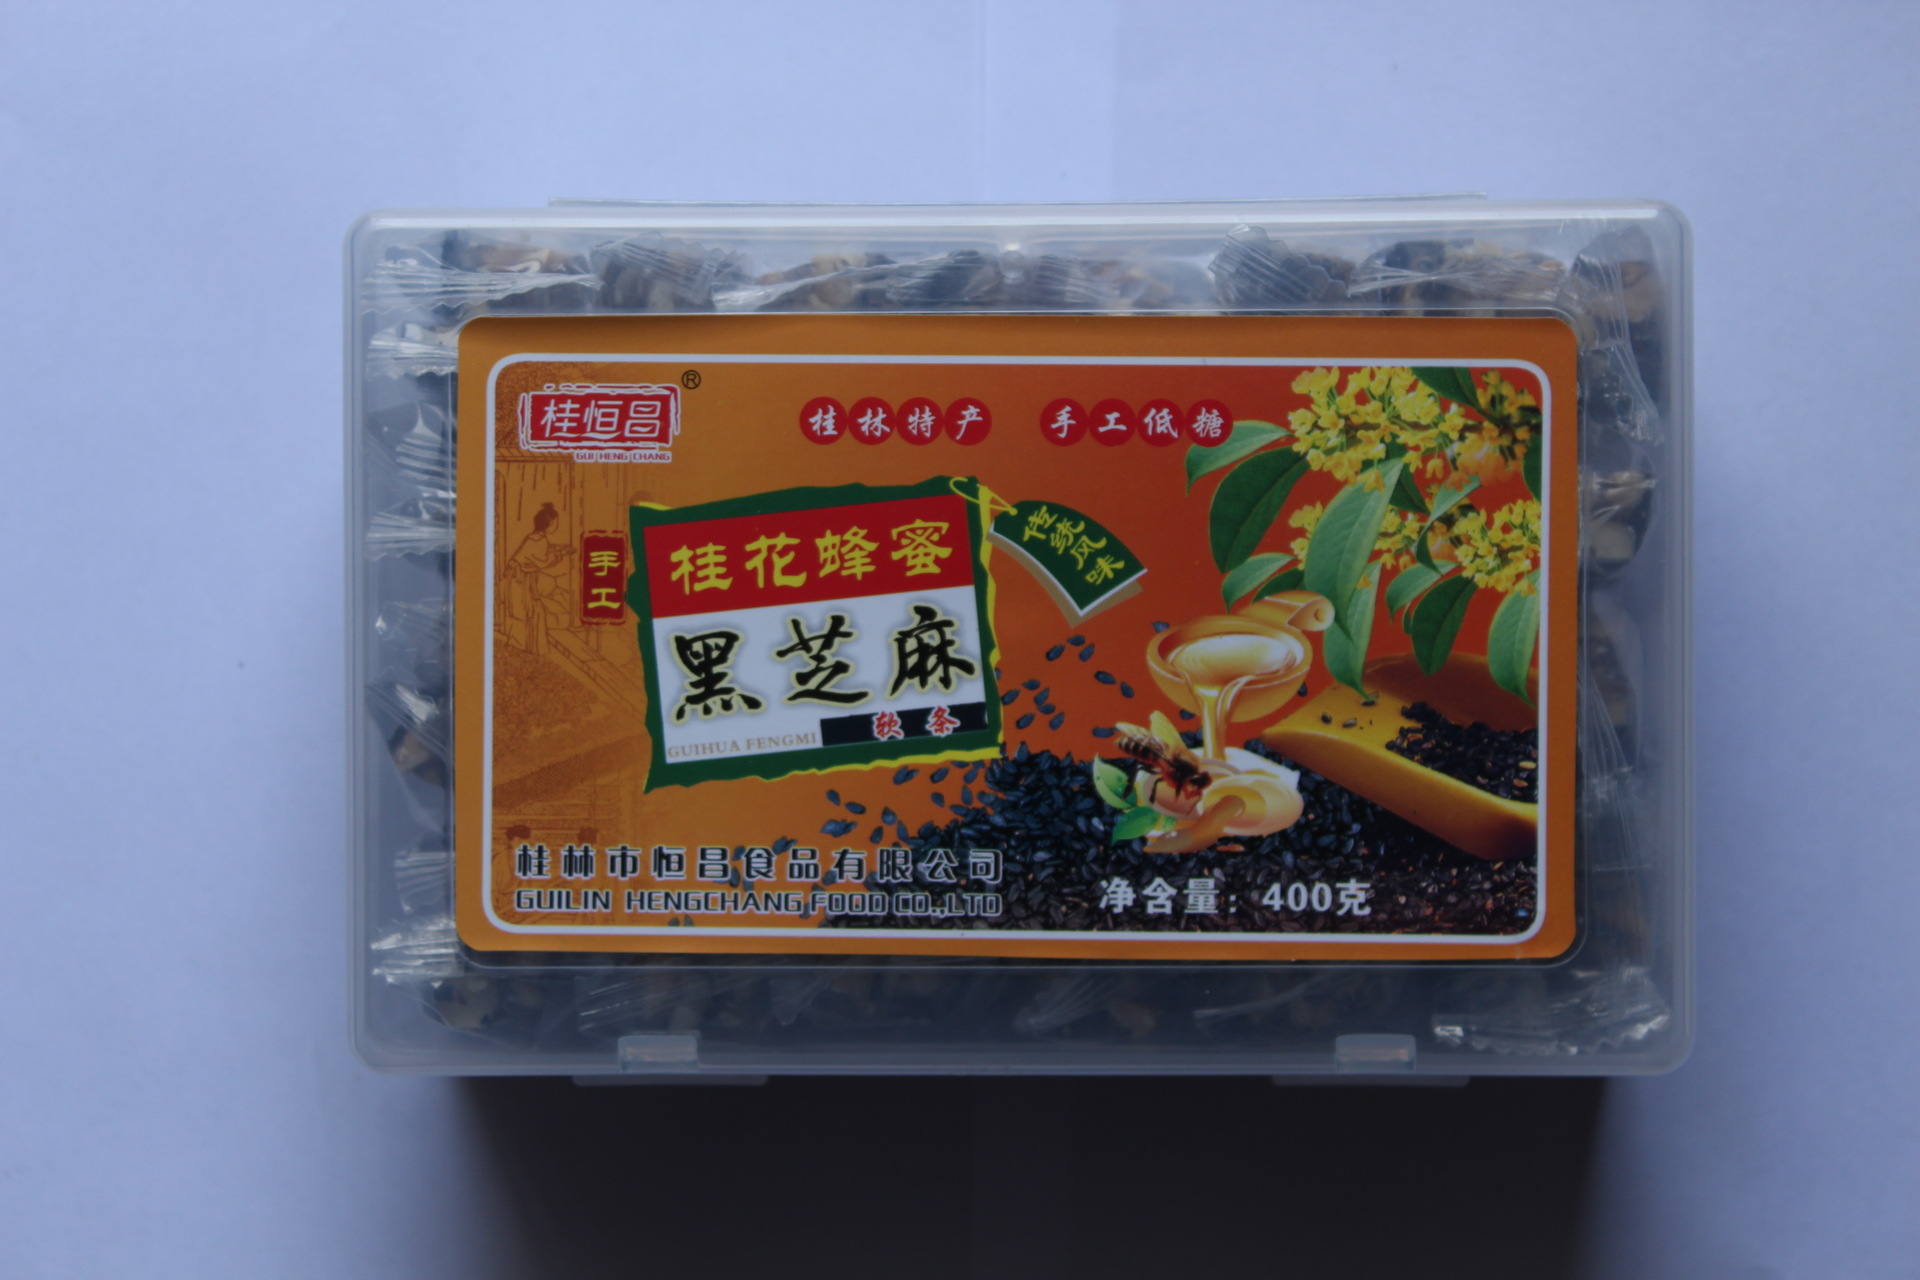 桂恒昌®
GUI HENG CHANG
桂林特产 手工低糖
手工
桂花蜂蜜
传统风味
黑芝麻
软条
GUIHUA FENGMI
桂林市恒昌食品有限公司
GUILIN HENGCHANG FOOD CO.,LTD
净含量：400克